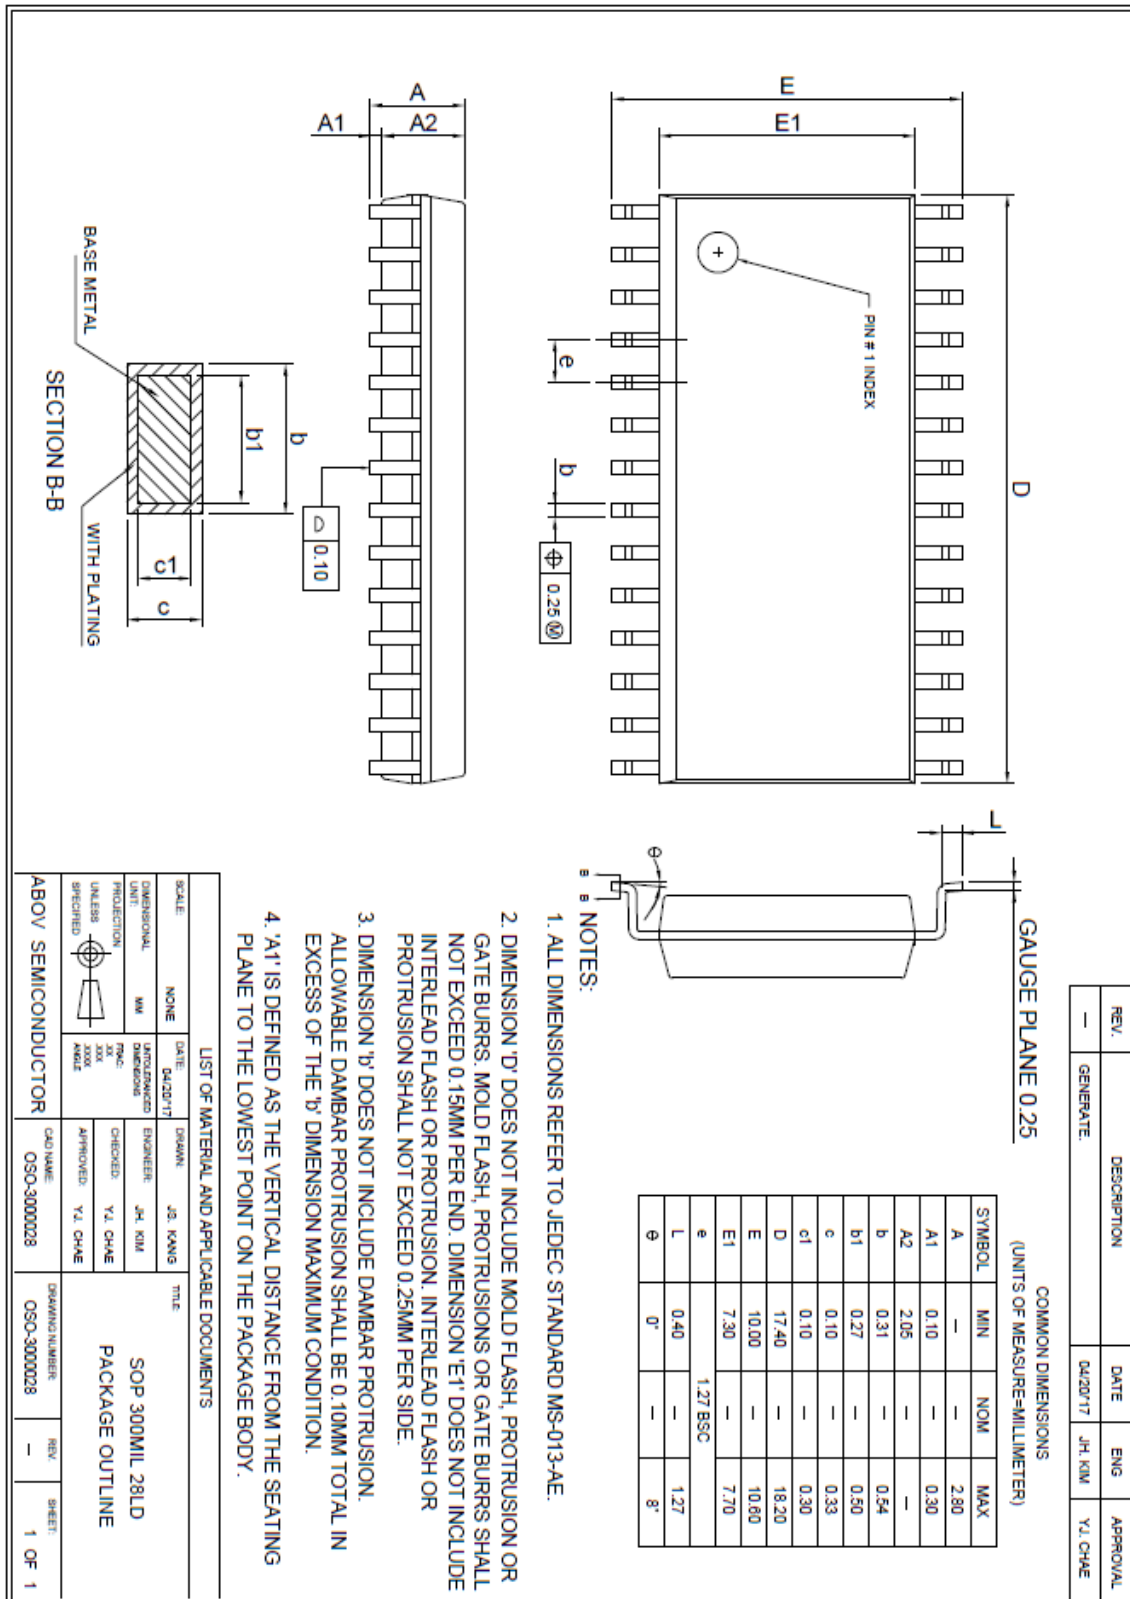 REV. DESCRIPTION DATE ENG APPROVAL
— GENERATE. 04/20/'17 JH. KIM Y.J. CHAE
E
E1
D
PIN # 1 INDEX
e
b
0.25 Ⓜ
A
A1 A2
0.10
BASE METAL
WITH PLATING
b
b1
c1
c
SECTION B-B
L
GAUGE PLANE 0.25
θ
B B
COMMON DIMENSIONS
(UNITS OF MEASURE=MILLIMETER)
SYMBOL MIN NOM MAX
A — — 2.80
A1 0.10 — 0.30
A2 2.05 — —
b 0.31 — 0.54
b1 0.27 — 0.50
c 0.10 — 0.33
c1 0.10 — 0.30
D 17.40 — 18.20
E 10.00 — 10.60
E1 7.30 — 7.70
e 1.27 BSC
L 0.40 — 1.27
θ 0° — 8°
NOTES:
1. ALL DIMENSIONS REFER TO JEDEC STANDARD MS-013-AE.
2. DIMENSION 'D' DOES NOT INCLUDE MOLD FLASH, PROTRUSION OR
GATE BURRS. MOLD FLASH, PROTRUSIONS OR GATE BURRS SHALL
NOT EXCEED 0.15MM PER END. DIMENSION 'E1' DOES NOT INCLUDE
INTERLEAD FLASH OR PROTRUSION. INTERLEAD FLASH OR
PROTRUSION SHALL NOT EXCEED 0.25MM PER SIDE.
3. DIMENSION 'b' DOES NOT INCLUDE DAMBAR PROTRUSION.
ALLOWABLE DAMBAR PROTRUSION SHALL BE 0.10MM TOTAL IN
EXCESS OF THE 'b' DIMENSION MAXIMUM CONDITION.
4. 'A1' IS DEFINED AS THE VERTICAL DISTANCE FROM THE SEATING
PLANE TO THE LOWEST POINT ON THE PACKAGE BODY.
LIST OF MATERIAL AND APPLICABLE DOCUMENTS
SCALE: NONE
DATE: 04/20/'17
DRAWN: JS. KANG
TITLE:
SOP 300MIL 28LD
PACKAGE OUTLINE
DIMENSIONAL
UNIT: MM
UNTOLERANCED
DIMENSIONS
FRAC:
.XX
.XXX
.XXXX
ANGLE
ENGINEER: JH. KIM
PROJECTION
UNLESS
SPECIFIED
CHECKED: Y.J. CHAE
APPROVED: Y.J. CHAE
ABOV SEMICONDUCTOR
CAD NAME: OSO-3000028
DRAWING NUMBER: OSO-3000028
REV. —
SHEET: 1 OF 1